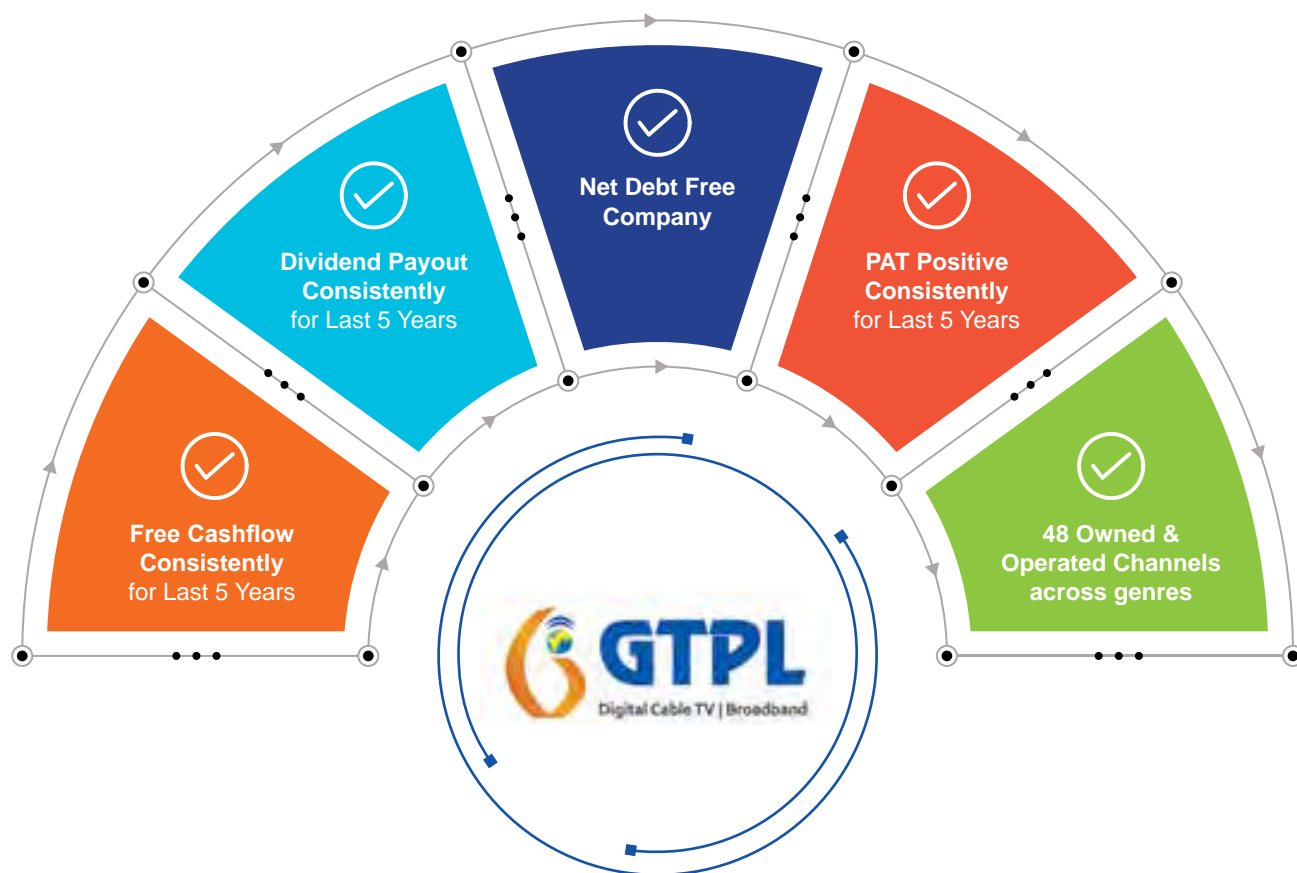 Net Debt Free
Company
Dividend Payout
Consistently
for Last 5 Years
PAT Positive
Consistently
for Last 5 Years
Free Cashflow
Consistently
for Last 5 Years
48 Owned &
Operated Channels
across genres
GTPL
Digital Cable TV | Broadband